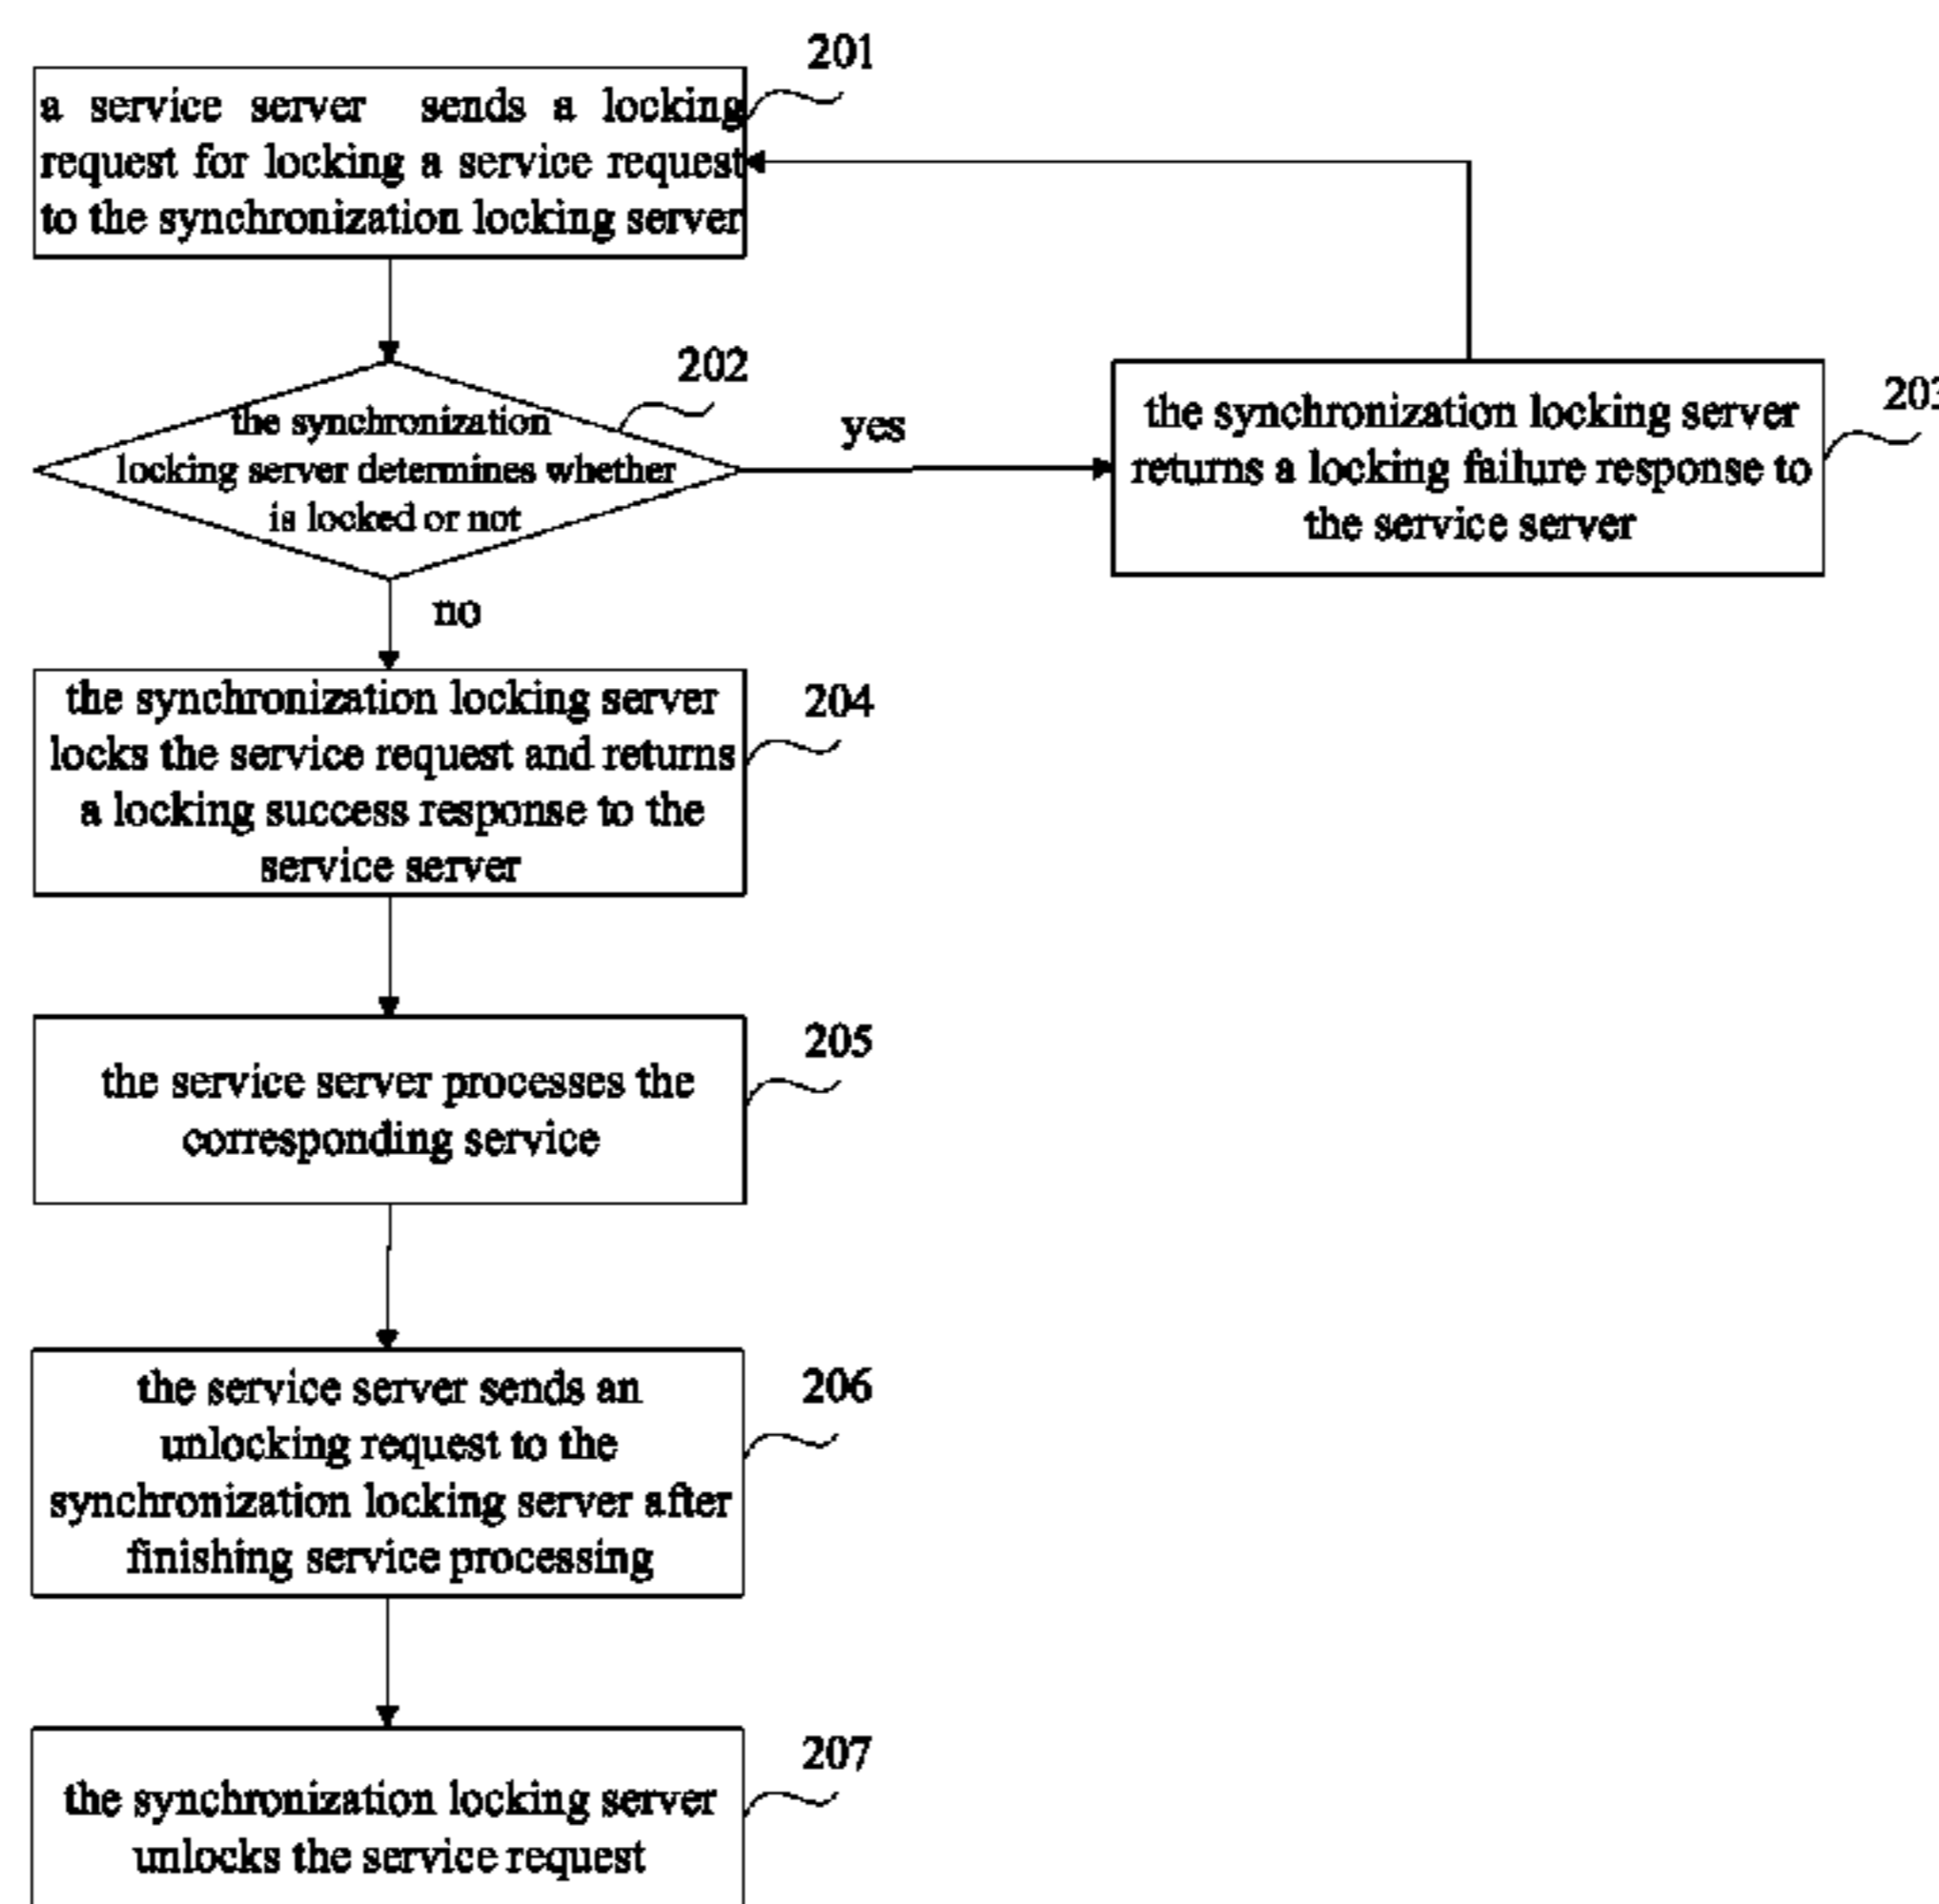 201
a service server sends a locking
request for locking a service request
to the synchronization locking server
202
the synchronization
locking server determines whether
is locked or not
yes
203
the synchronization locking server
returns a locking failure response to
the service server
no
204
the synchronization locking server
locks the service request and returns
a locking success response to the
service server
205
the service server processes the
corresponding service
206
the service server sends an
unlocking request to the
synchronization locking server after
finishing service processing
207
the synchronization locking server
unlocks the service request